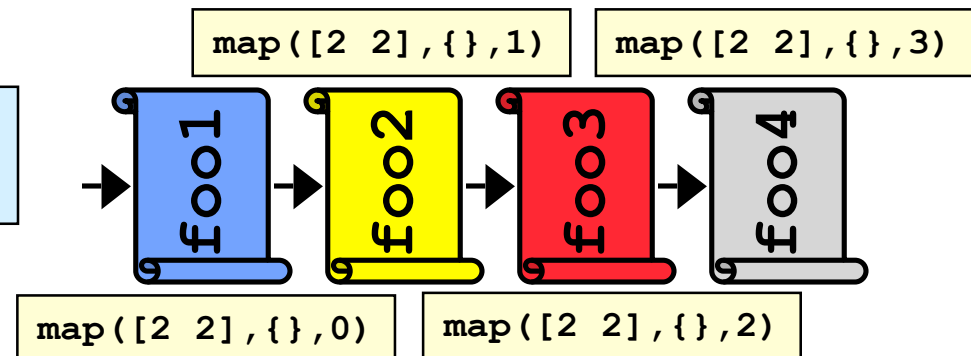 map([2 2],{},1)
map([2 2],{},3)
foo1
foo2
foo3
foo4
map([2 2],{},0)
map([2 2],{},2)